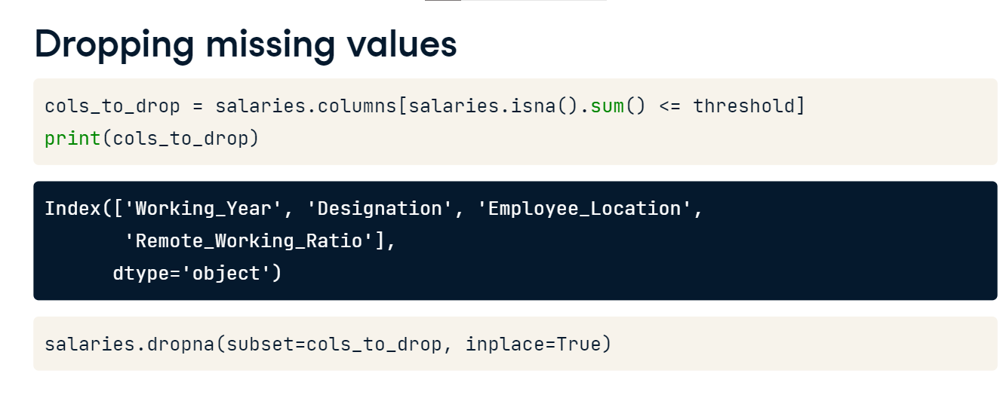 Dropping missing values
cols_to_drop = salaries.columns[salaries.isna().sum() <= threshold]
print(cols_to_drop)
Index(['Working_Year', 'Designation', 'Employee_Location',
       'Remote_Working_Ratio'],
      dtype='object')
salaries.dropna(subset=cols_to_drop, inplace=True)